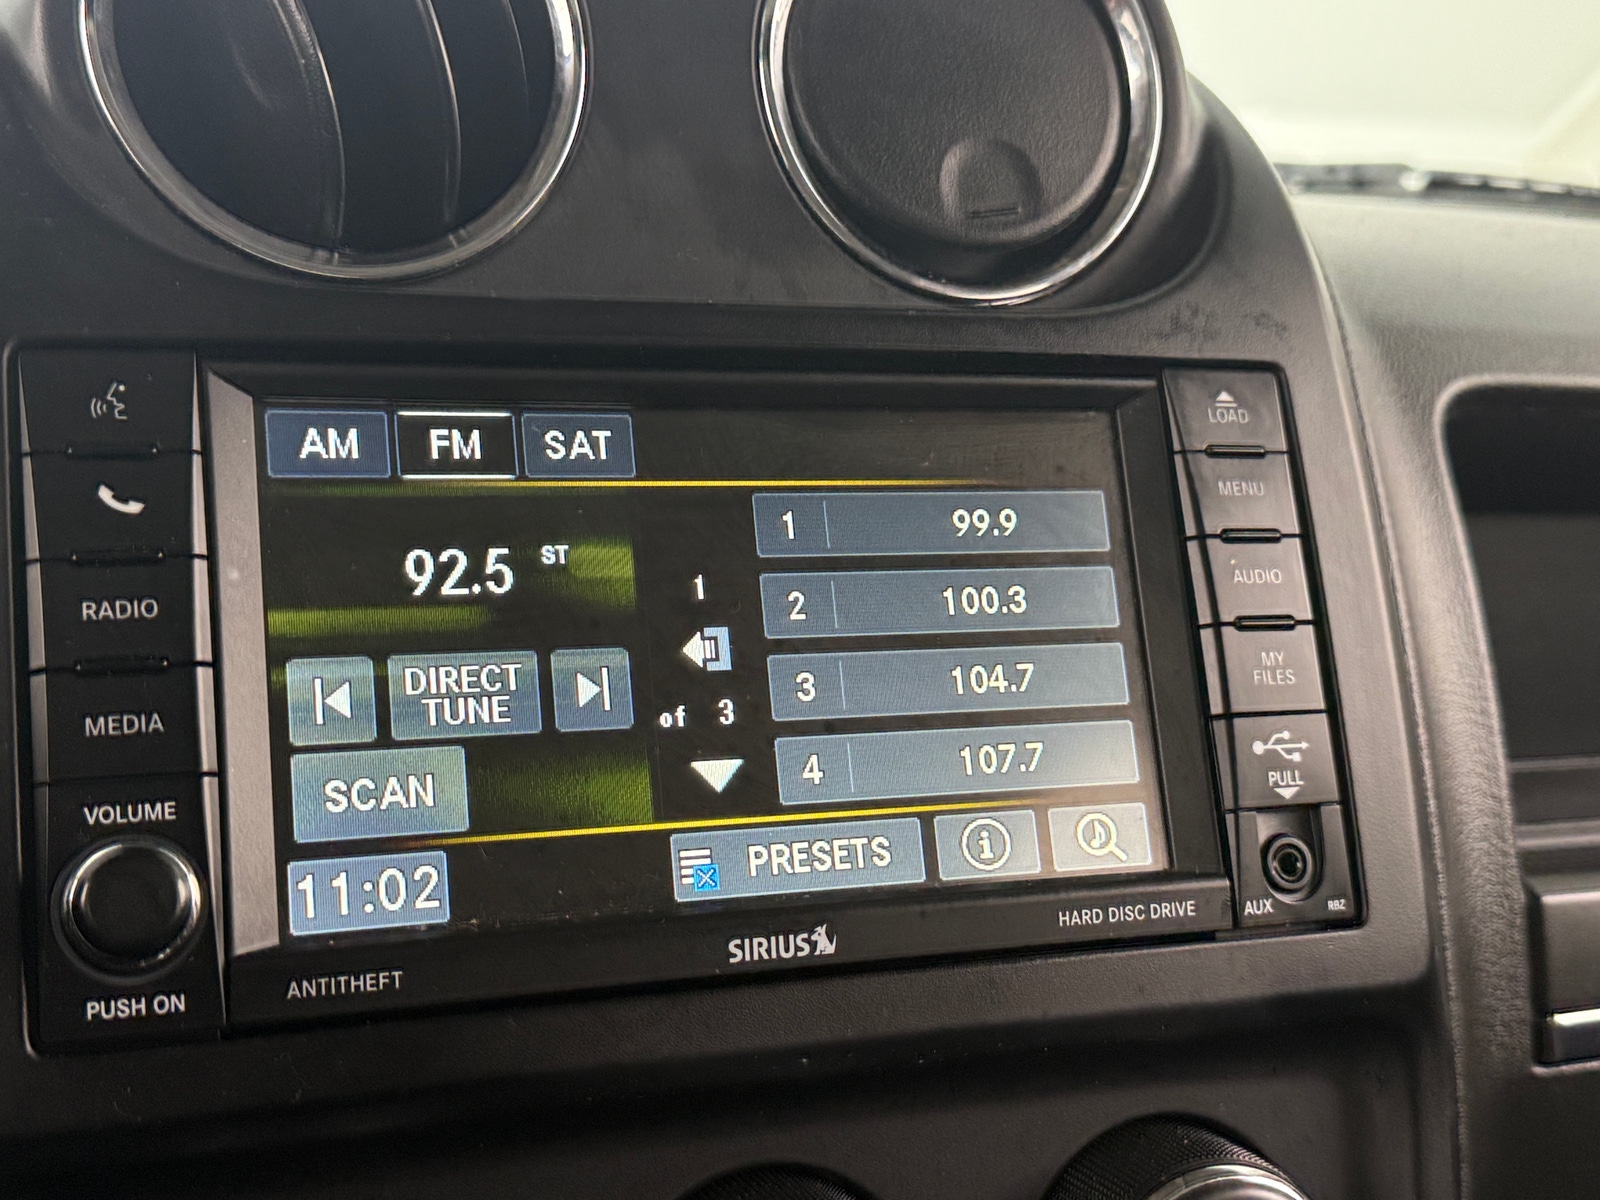 AM FM SAT
92.5 ST
DIRECT
TUNE
SCAN
11:02
1
of 3
1 99.9
2 100.3
3 104.7
4 107.7
PRESETS
i
RADIO
MEDIA
VOLUME
PUSH ON
LOAD
MENU
AUDIO
MY
FILES
PULL
AUX RBZ
ANTITHEFT
SIRIUS
HARD DISC DRIVE